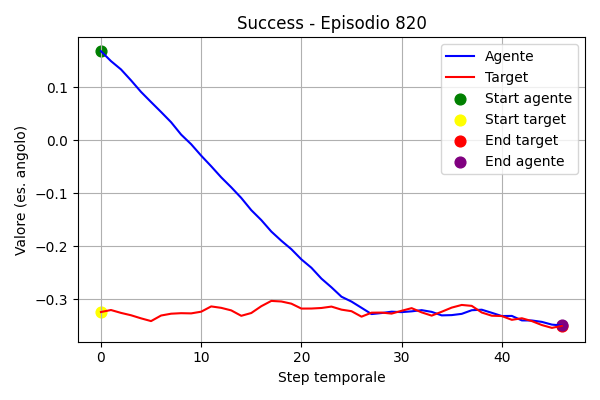 Success - Episodio 820
Agente
Target
Start agente
Start target
End target
End agente
Valore (es. angolo)
0.1
0.0
−0.1
−0.2
−0.3
0
10
20
30
40
Step temporale